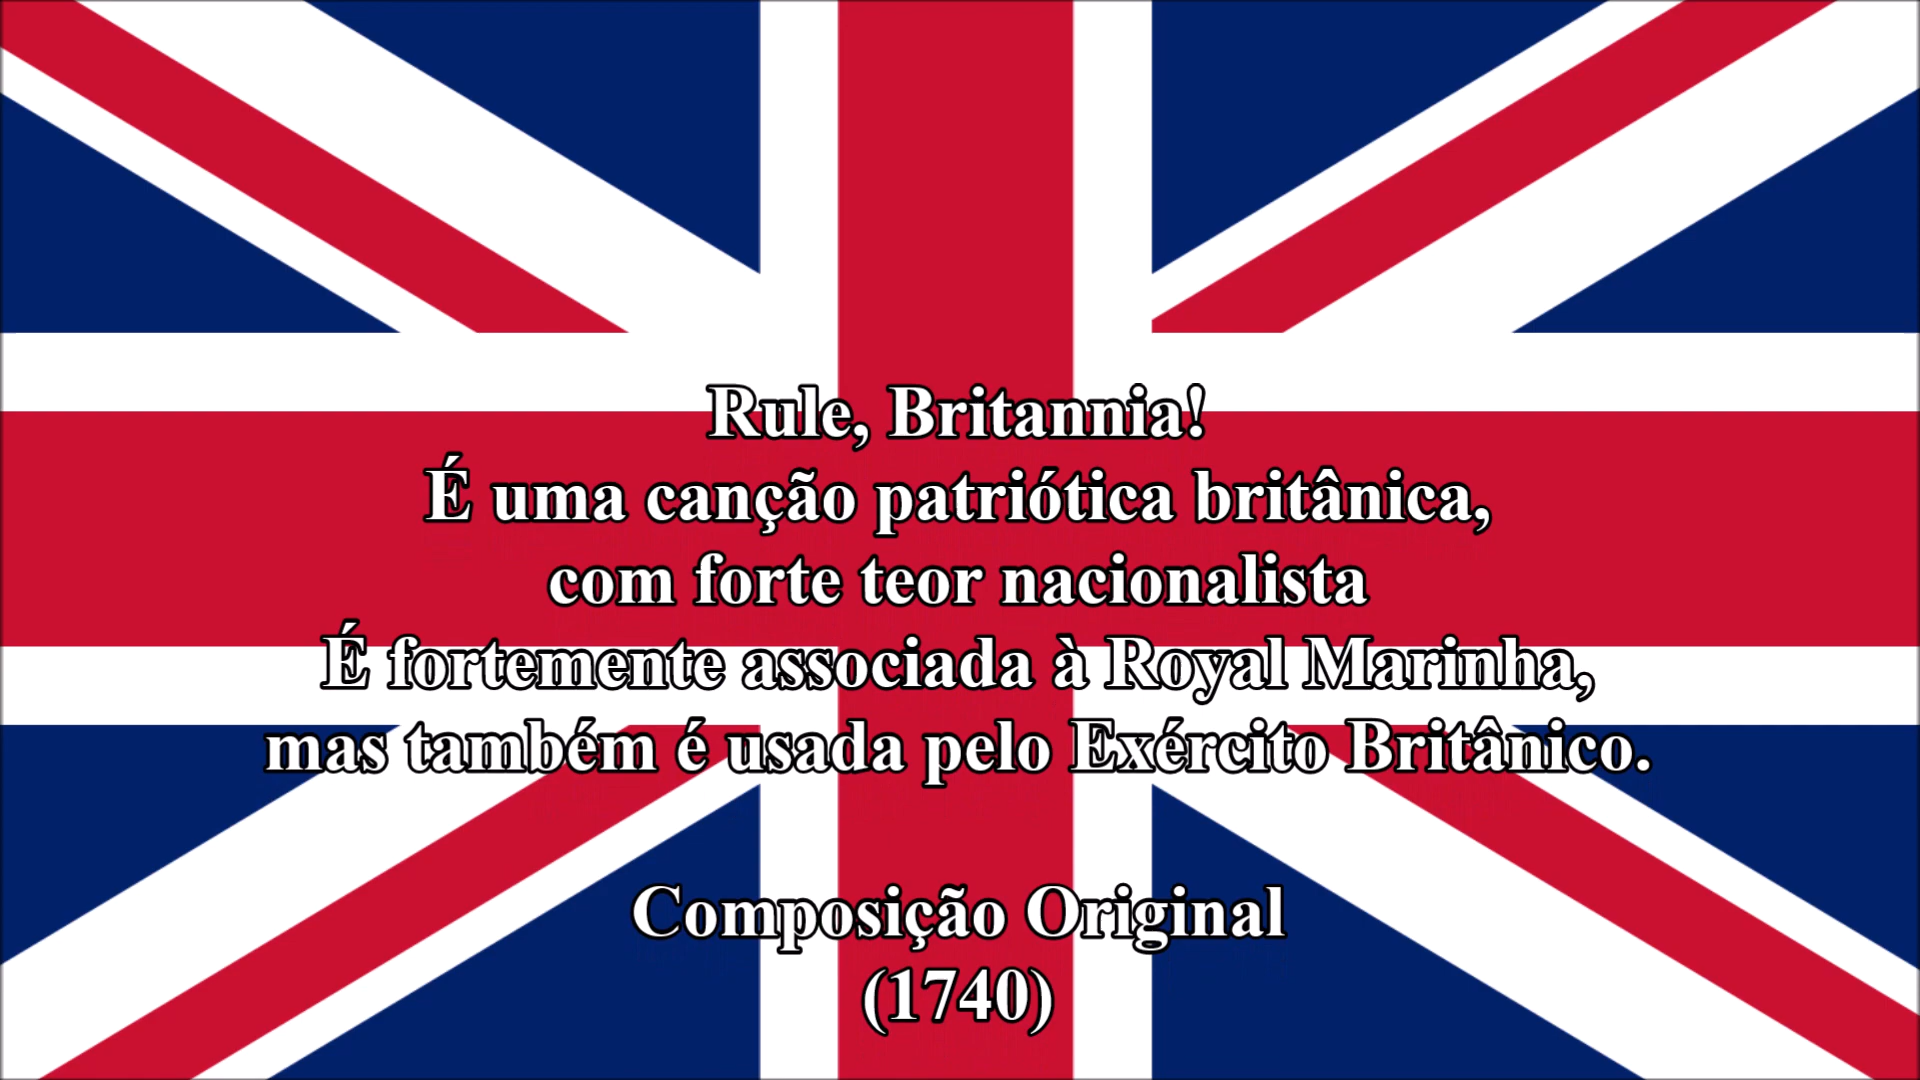 Rule, Britannia!
É uma canção patriótica britânica,
com forte teor nacionalista
É fortemente associada à Royal Marinha,
mas também é usada pelo Exército Britânico.
Composição Original
(1740)